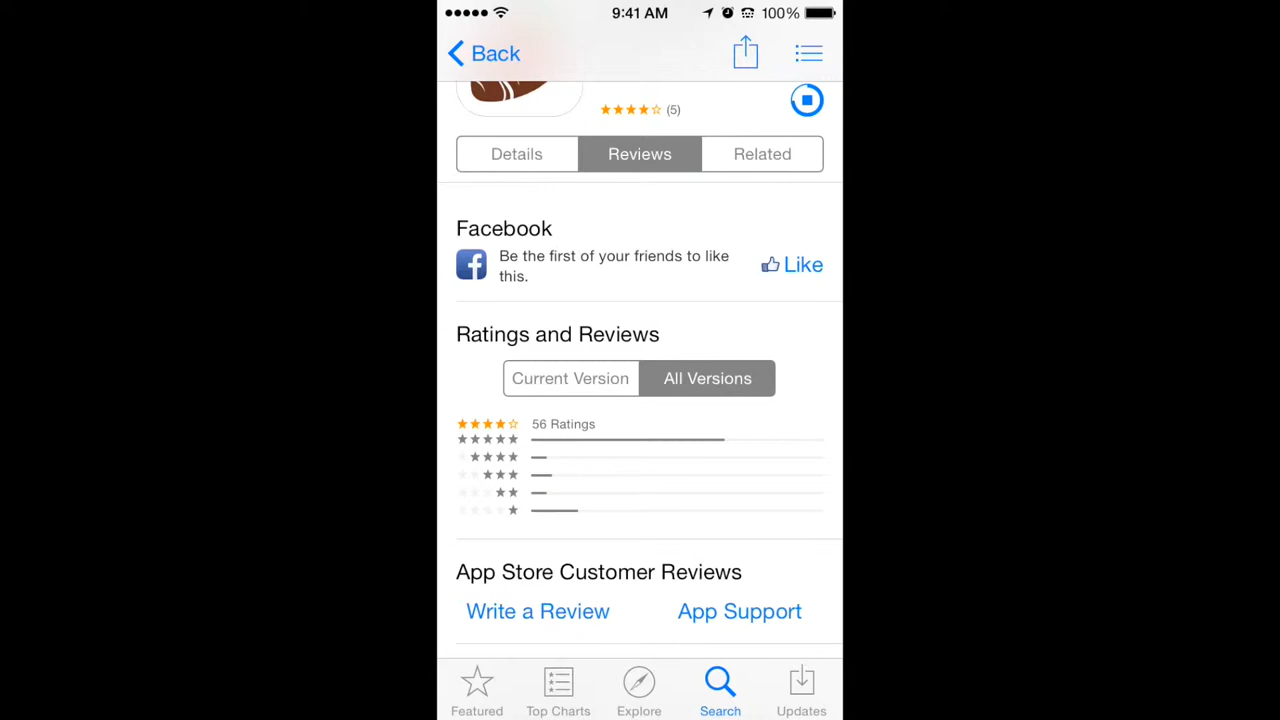 9:41 AM 100%
Back
(5)
Details Reviews Related
Facebook
Be the first of your friends to like
this.
Like
Ratings and Reviews
Current Version All Versions
56 Ratings
App Store Customer Reviews
Write a Review App Support
Featured Top Charts Explore Search Updates